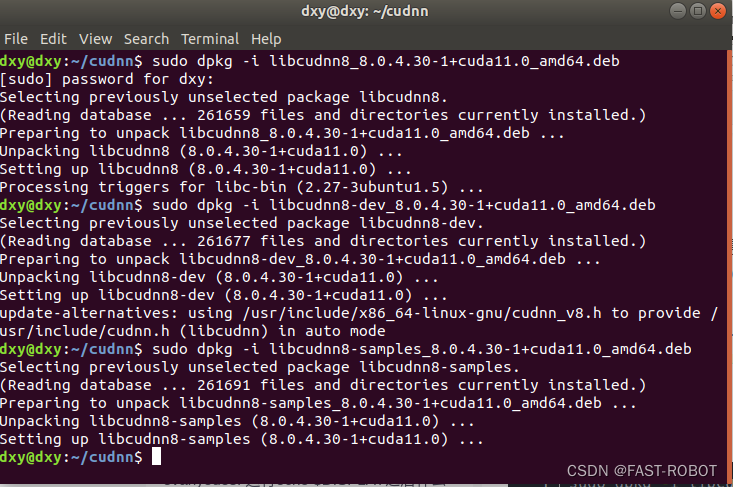 dxy@dxy: ~/cudnn
File Edit View Search Terminal Help
dxy@dxy:~/cudnn$ sudo dpkg -i libcudnn8_8.0.4.30-1+cuda11.0_amd64.deb
[sudo] password for dxy:
Selecting previously unselected package libcudnn8.
(Reading database ... 261659 files and directories currently installed.)
Preparing to unpack libcudnn8_8.0.4.30-1+cuda11.0_amd64.deb ...
Unpacking libcudnn8 (8.0.4.30-1+cuda11.0) ...
Setting up libcudnn8 (8.0.4.30-1+cuda11.0) ...
Processing triggers for libc-bin (2.27-3ubuntu1.5) ...
dxy@dxy:~/cudnn$ sudo dpkg -i libcudnn8-dev_8.0.4.30-1+cuda11.0_amd64.deb
Selecting previously unselected package libcudnn8-dev.
(Reading database ... 261677 files and directories currently installed.)
Preparing to unpack libcudnn8-dev_8.0.4.30-1+cuda11.0_amd64.deb ...
Unpacking libcudnn8-dev (8.0.4.30-1+cuda11.0) ...
Setting up libcudnn8-dev (8.0.4.30-1+cuda11.0) ...
update-alternatives: using /usr/include/x86_64-linux-gnu/cudnn_v8.h to provide /
usr/include/cudnn.h (libcudnn) in auto mode
dxy@dxy:~/cudnn$ sudo dpkg -i libcudnn8-samples_8.0.4.30-1+cuda11.0_amd64.deb
Selecting previously unselected package libcudnn8-samples.
(Reading database ... 261691 files and directories currently installed.)
Preparing to unpack libcudnn8-samples_8.0.4.30-1+cuda11.0_amd64.deb ...
Unpacking libcudnn8-samples (8.0.4.30-1+cuda11.0) ...
Setting up libcudnn8-samples (8.0.4.30-1+cuda11.0) ...
dxy@dxy:~/cudnn$
CSDN @FAST-ROBOT